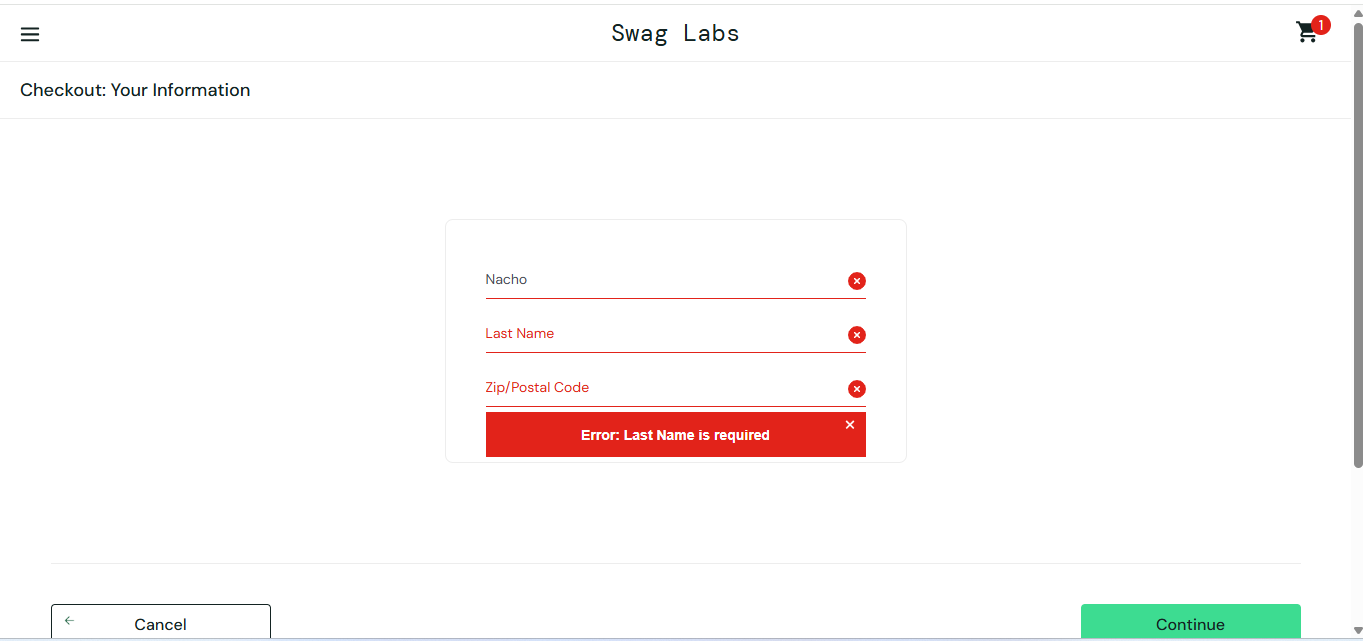 Swag Labs
1
Checkout: Your Information
Nacho
Last Name
Zip/Postal Code
Error: Last Name is required
Cancel
Continue